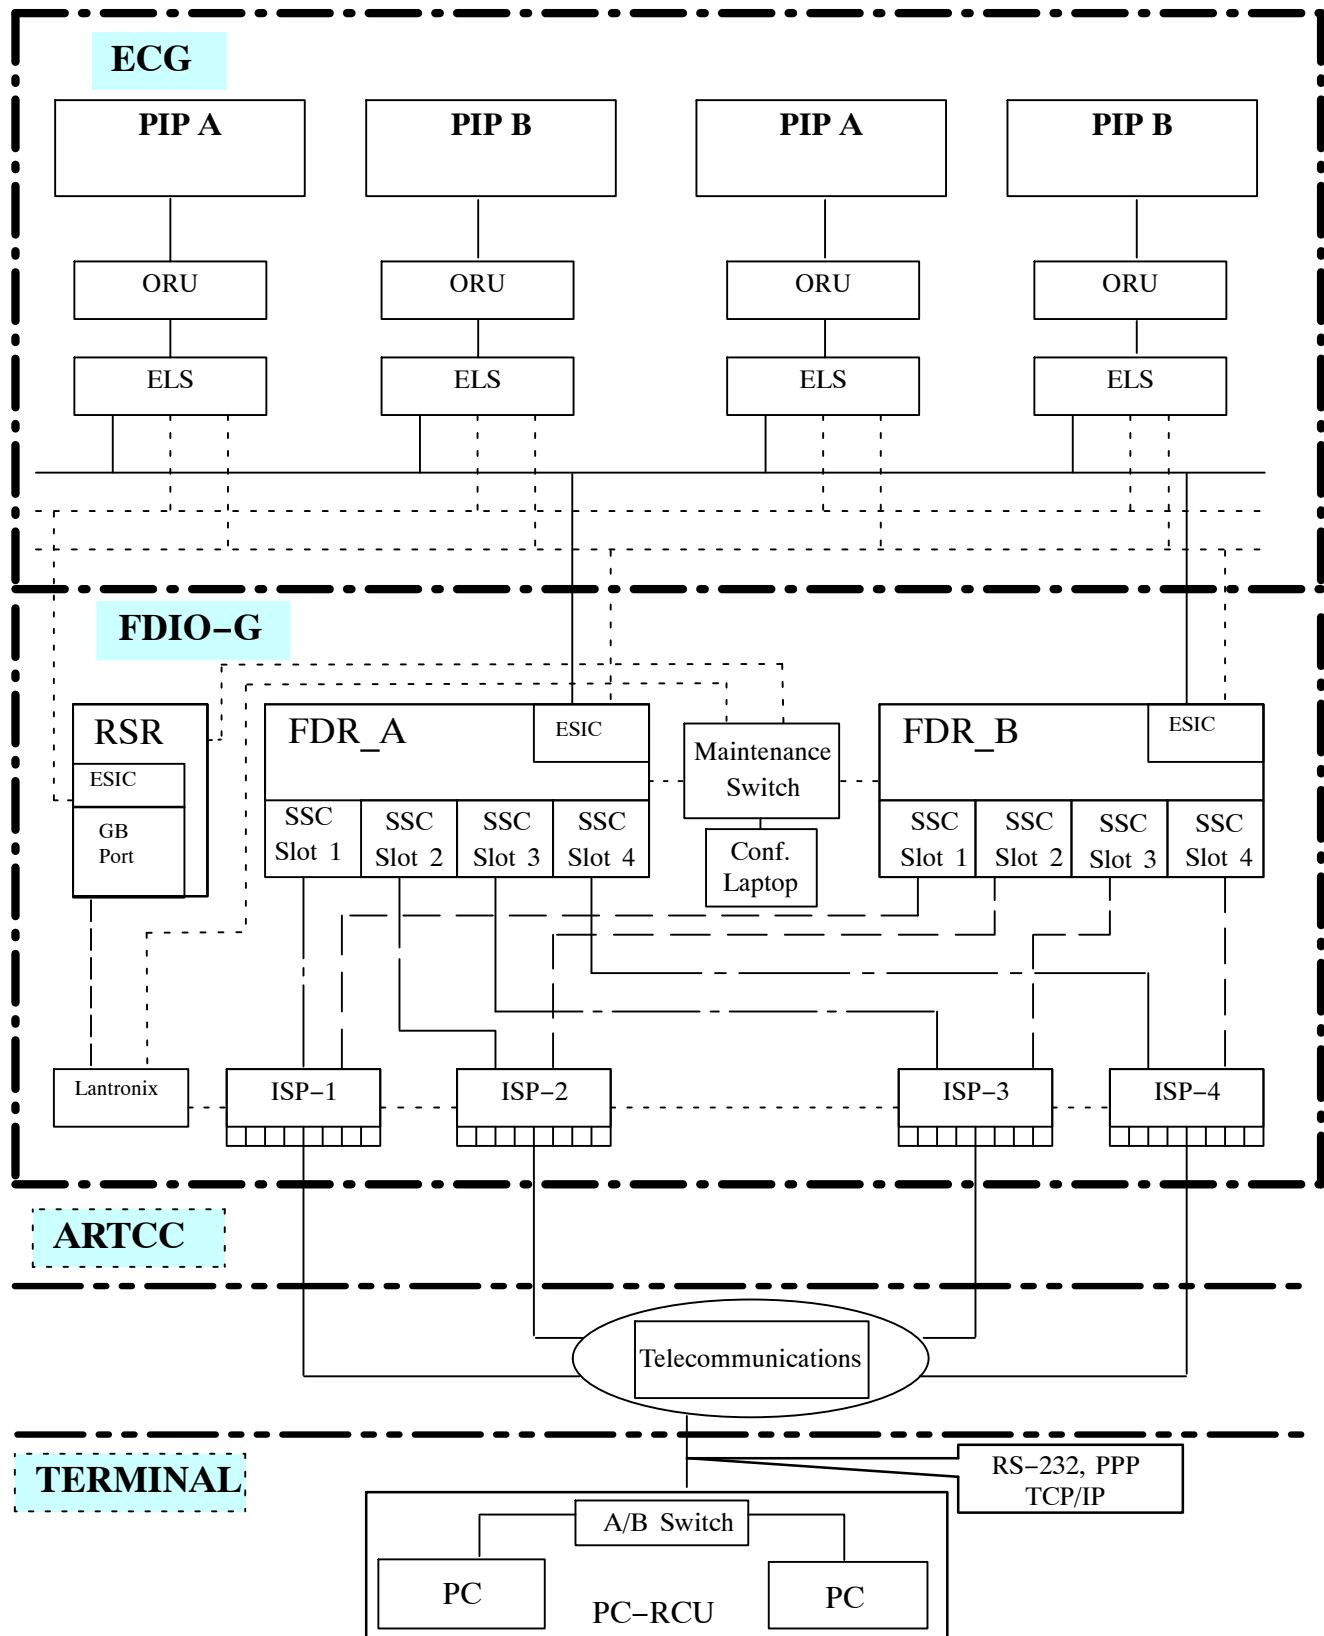 ECG
PIP A
PIP B
PIP A
PIP B
ORU
ORU
ORU
ORU
ELS
ELS
ELS
ELS
FDIO–G
RSR
ESIC
GB
Port
FDR_A
ESIC
SSC
Slot 1
SSC
Slot 2
SSC
Slot 3
SSC
Slot 4
Maintenance
Switch
Conf.
Laptop
FDR_B
ESIC
SSC
Slot 1
SSC
Slot 2
SSC
Slot 3
SSC
Slot 4
Lantronix
ISP–1
ISP–2
ISP–3
ISP–4
ARTCC
Telecommunications
TERMINAL
RS–232, PPP
TCP/IP
A/B Switch
PC
PC–RCU
PC